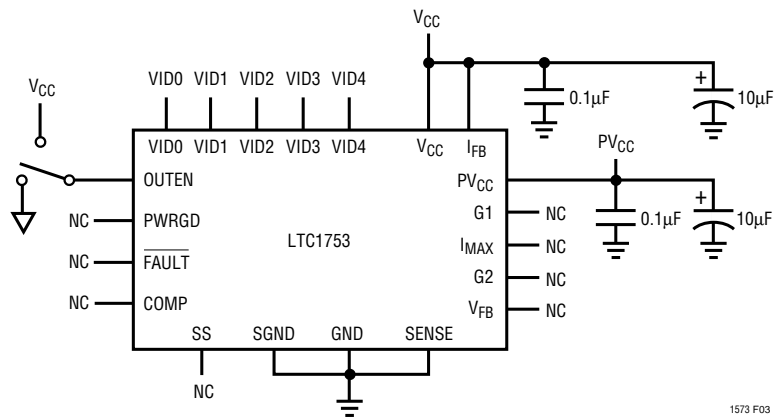 VCC
VCC
VID0 VID1 VID2 VID3 VID4
0.1µF
+
10µF
VID0 VID1 VID2 VID3 VID4
VCC IFB
OUTEN
PVCC
PVCC
NC PWRGD
G1 NC
0.1µF
+
10µF
LTC1753
NC FAULT
IMAX NC
G2 NC
NC COMP
VFB NC
SS SGND GND SENSE
NC
1573 F03